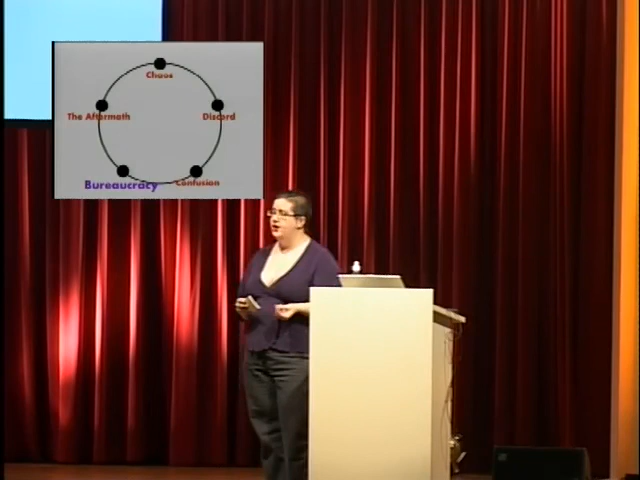 Chaos
The Aftermath
Discord
Bureaucracy
Confusion